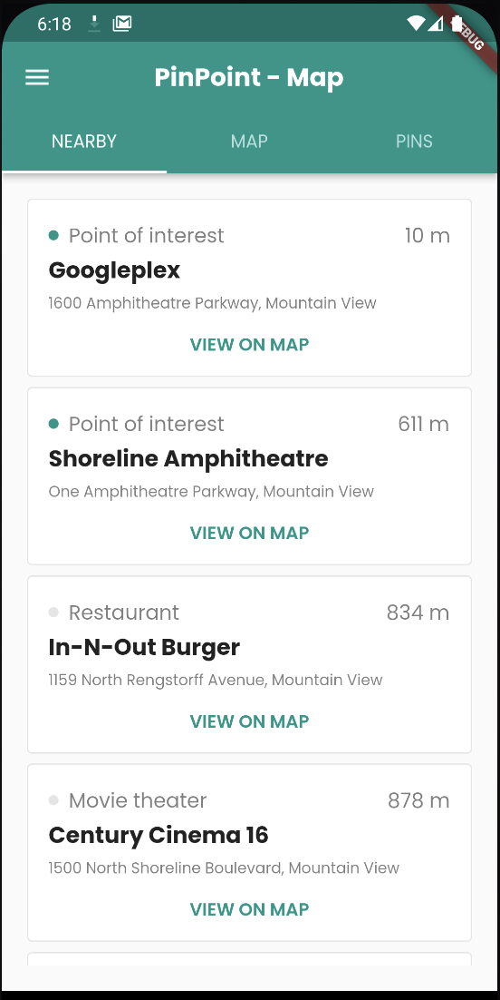 6:18
DEBUG
PinPoint - Map
NEARBY MAP PINS
Point of interest 10 m
Googleplex
1600 Amphitheatre Parkway, Mountain View
VIEW ON MAP
Point of interest 611 m
Shoreline Amphitheatre
One Amphitheatre Parkway, Mountain View
VIEW ON MAP
Restaurant 834 m
In-N-Out Burger
1159 North Rengstorff Avenue, Mountain View
VIEW ON MAP
Movie theater 878 m
Century Cinema 16
1500 North Shoreline Boulevard, Mountain View
VIEW ON MAP